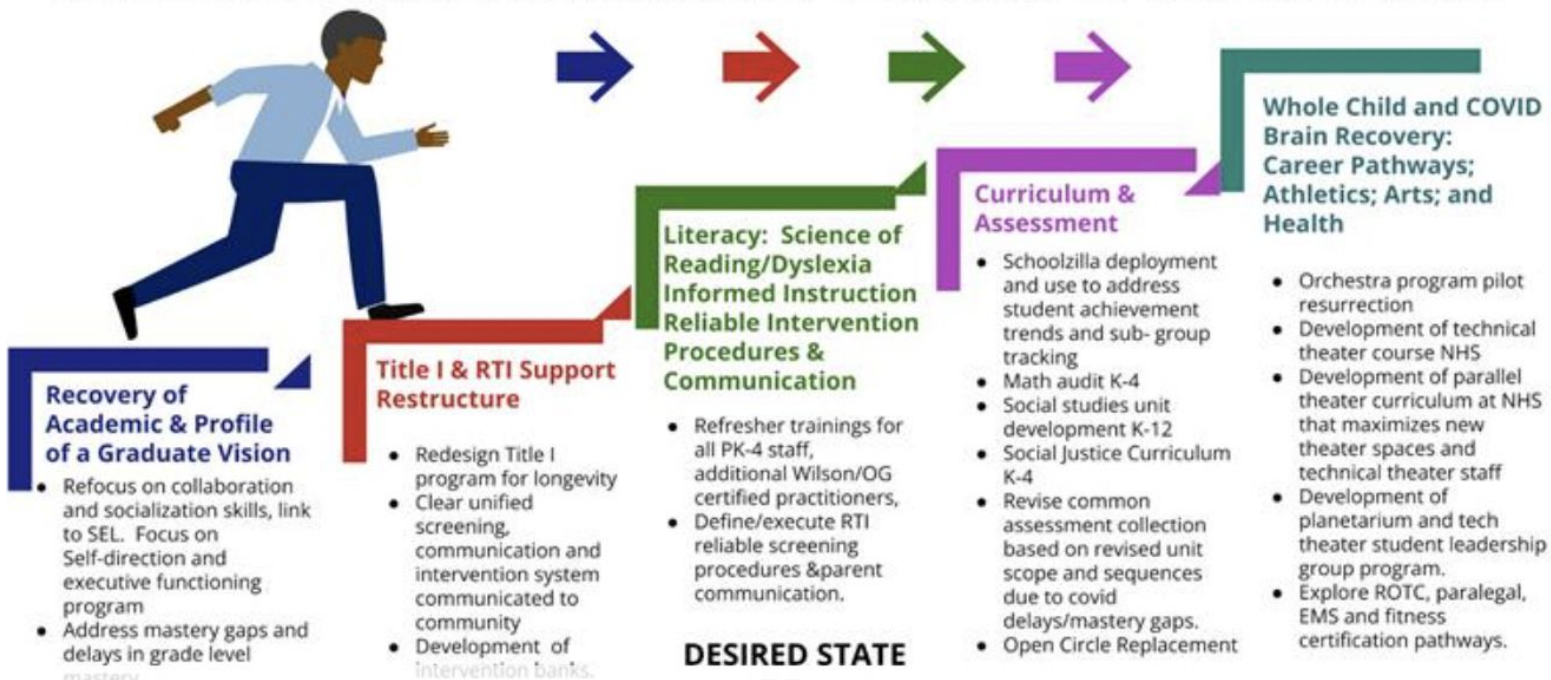 Recovery of
Academic & Profile
of a Graduate Vision
● Refocus on collaboration
and socialization skills, link
to SEL. Focus on
Self-direction and
executive functioning
program
● Address mastery gaps and
delays in grade level
mastery
Title I & RTI Support
Restructure
● Redesign Title I
program for longevity
● Clear unified
screening,
communication and
intervention system
communicated to
community
● Development of
intervention banks.
Literacy: Science of
Reading/Dyslexia
Informed Instruction
Reliable Intervention
Procedures &
Communication
● Refresher trainings for
all PK-4 staff,
additional Wilson/OG
certified practitioners,
● Define/execute RTI
reliable screening
procedures &parent
communication.
DESIRED STATE
Curriculum &
Assessment
● Schoolzilla deployment
and use to address
student achievement
trends and sub- group
tracking
● Math audit K-4
● Social studies unit
development K-12
● Social Justice Curriculum
K-4
● Revise common
assessment collection
based on revised unit
scope and sequences
due to covid
delays/mastery gaps.
● Open Circle Replacement
Whole Child and COVID
Brain Recovery:
Career Pathways;
Athletics; Arts; and
Health
● Orchestra program pilot
resurrection
● Development of technical
theater course NHS
● Development of parallel
theater curriculum at NHS
that maximizes new
theater spaces and
technical theater staff
● Development of
planetarium and tech
theater student leadership
group program.
● Explore ROTC, paralegal,
EMS and fitness
certification pathways.